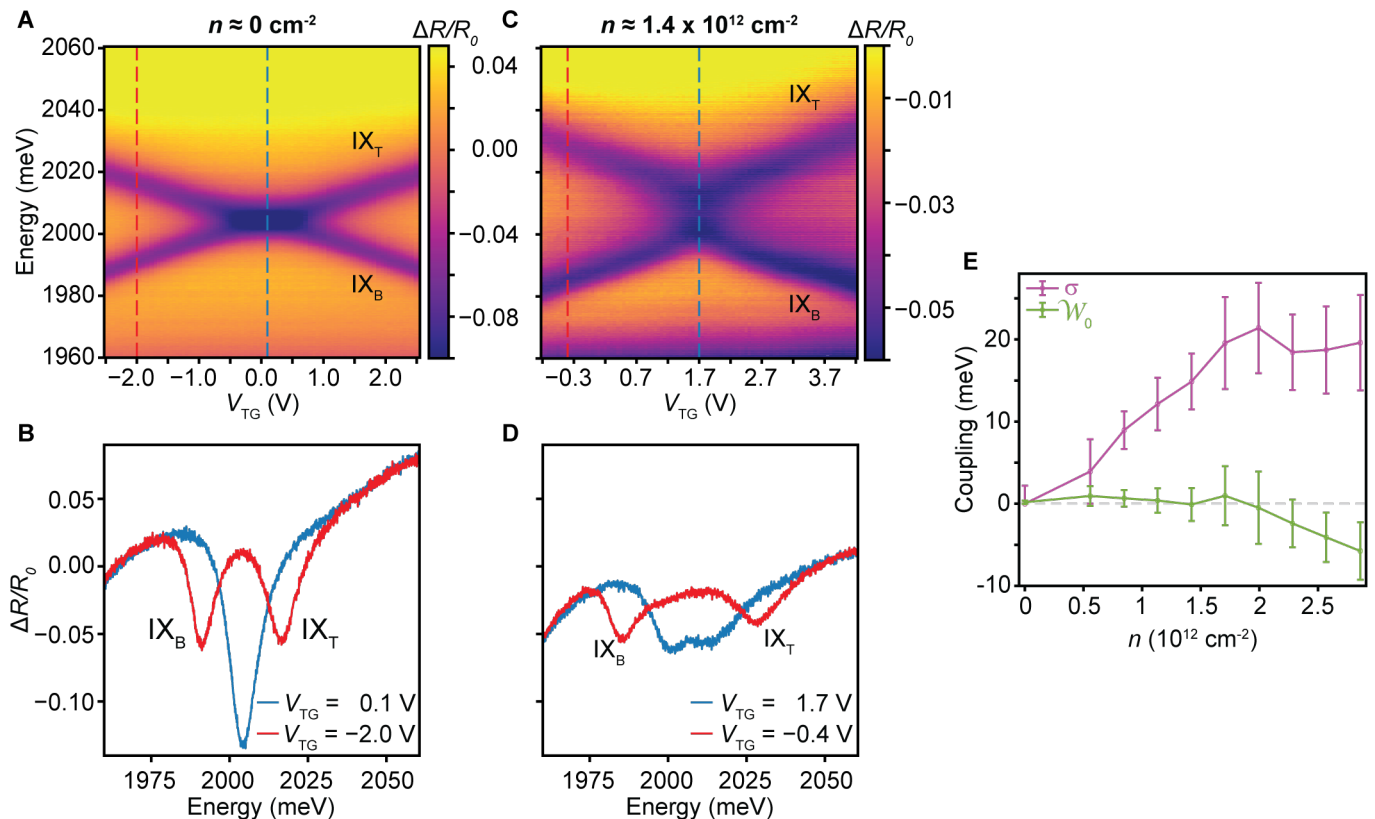 A
n ≈ 0 cm⁻²
ΔR/R₀
2060
2040
2020
2000
1980
1960
Energy (meV)
IX_T
IX_B
0.04
0.00
−0.04
−0.08
−2.0 −1.0 0.0 1.0 2.0
V_TG (V)
C
n ≈ 1.4 x 10¹² cm⁻²
ΔR/R₀
IX_T
IX_B
−0.01
−0.03
−0.05
−0.3 0.7 1.7 2.7 3.7
V_TG (V)
B
0.05
0.00
−0.05
−0.10
ΔR/R₀
IX_B
IX_T
V_TG = 0.1 V
V_TG = −2.0 V
1975 2000 2025 2050
Energy (meV)
D
IX_B
IX_T
V_TG = 1.7 V
V_TG = −0.4 V
1975 2000 2025 2050
Energy (meV)
E
σ
𝒲₀
20
10
0
-10
Coupling (meV)
0 0.5 1 1.5 2 2.5
n (10¹² cm⁻²)